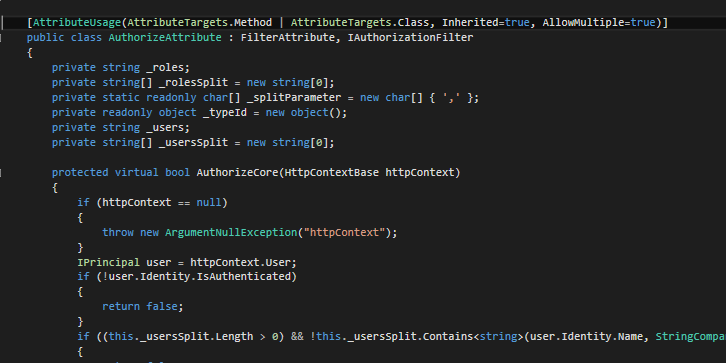 [AttributeUsage(AttributeTargets.Method | AttributeTargets.Class, Inherited=true, AllowMultiple=true)]
public class AuthorizeAttribute : FilterAttribute, IAuthorizationFilter
{
    private string _roles;
    private string[] _rolesSplit = new string[0];
    private static readonly char[] _splitParameter = new char[] { ',' };
    private readonly object _typeId = new object();
    private string _users;
    private string[] _usersSplit = new string[0];

    protected virtual bool AuthorizeCore(HttpContextBase httpContext)
    {
        if (httpContext == null)
        {
            throw new ArgumentNullException("httpContext");
        }
        IPrincipal user = httpContext.User;
        if (!user.Identity.IsAuthenticated)
        {
            return false;
        }
        if ((this._usersSplit.Length > 0) && !this._usersSplit.Contains<string>(user.Identity.Name, StringCompa
        {